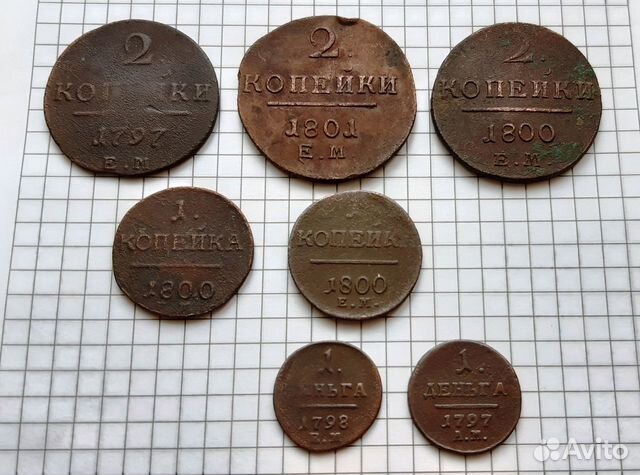 2
КОПЕЙКИ
1797
Е.М
2.
КОПЕЙКИ
1801
Е.М
2.
КОПЕЙКИ
1800
Е.М
1.
КОПЕЙКА
1800
КОПЕЙК
1800
Е.М.
1.
ДЕНЬГА
1798
Е.М
1.
ДЕНЬГА
1797
А.М.
Avito